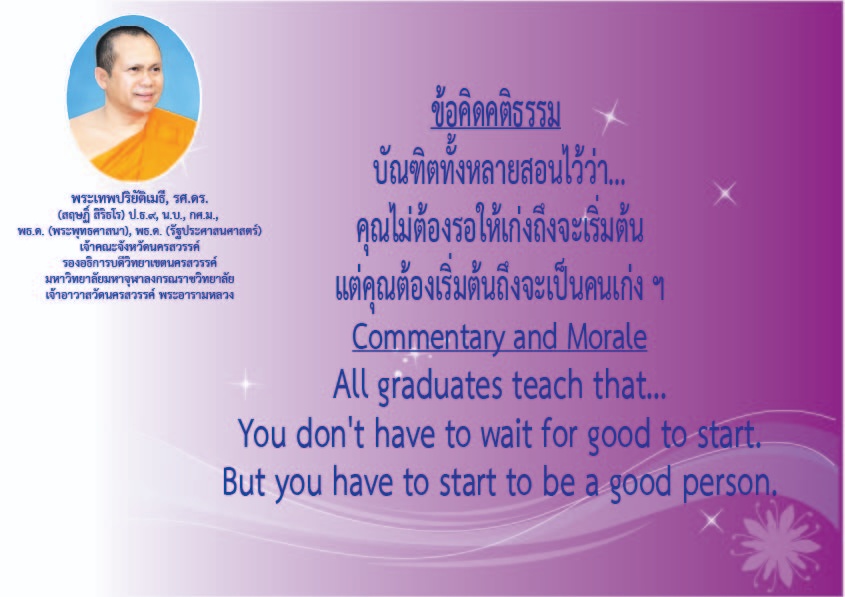 พระเทพปริยัติเมธี, รศ.ดร.
(สฤษฏิ์ สิริธโร) ป.ธ.๙, น.บ., กศ.ม.,
พธ.ด. (พระพุทธศาสนา), พธ.ด. (รัฐประศาสนศาสตร์)
เจ้าคณะจังหวัดนครสวรรค์
รองอธิการบดีวิทยาเขตนครสวรรค์
มหาวิทยาลัยมหาจุฬาลงกรณราชวิทยาลัย
เจ้าอาวาสวัดนครสวรรค์ พระอารามหลวง
ข้อคิดคติธรรม
บัณฑิตทั้งหลายสอนไว้ว่า...
คุณไม่ต้องรอให้เก่งถึงจะเริ่มต้น
แต่คุณต้องเริ่มต้นถึงจะเป็นคนเก่ง ฯ
Commentary and Morale
All graduates teach that...
You don't have to wait for good to start.
But you have to start to be a good person.